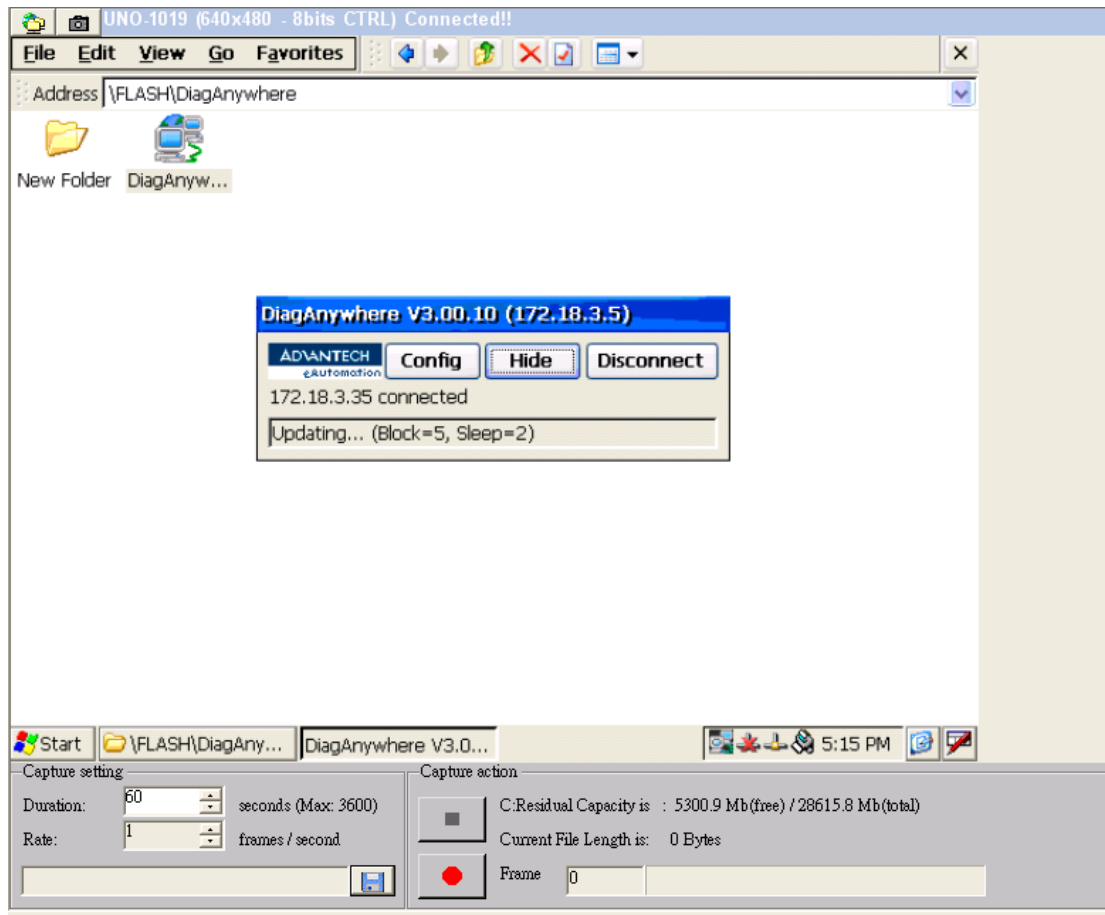 UNO-1019 (640x480 - 8bits CTRL) Connected!!
File Edit View Go Favorites
Address \FLASH\DiagAnywhere
New Folder DiagAnyw...
DiagAnywhere V3.00.10 (172.18.3.5)
ADVANTECH
eAutomation
Config Hide Disconnect
172.18.3.35 connected
Updating... (Block=5, Sleep=2)
Start \FLASH\DiagAny... DiagAnywhere V3.0... 5:15 PM
Capture setting
Duration: 60 seconds (Max: 3600)
Rate: 1 frames / second
Capture action
C:Residual Capacity is : 5300.9 Mb(free) / 28615.8 Mb(total)
Current File Length is: 0 Bytes
Frame 0